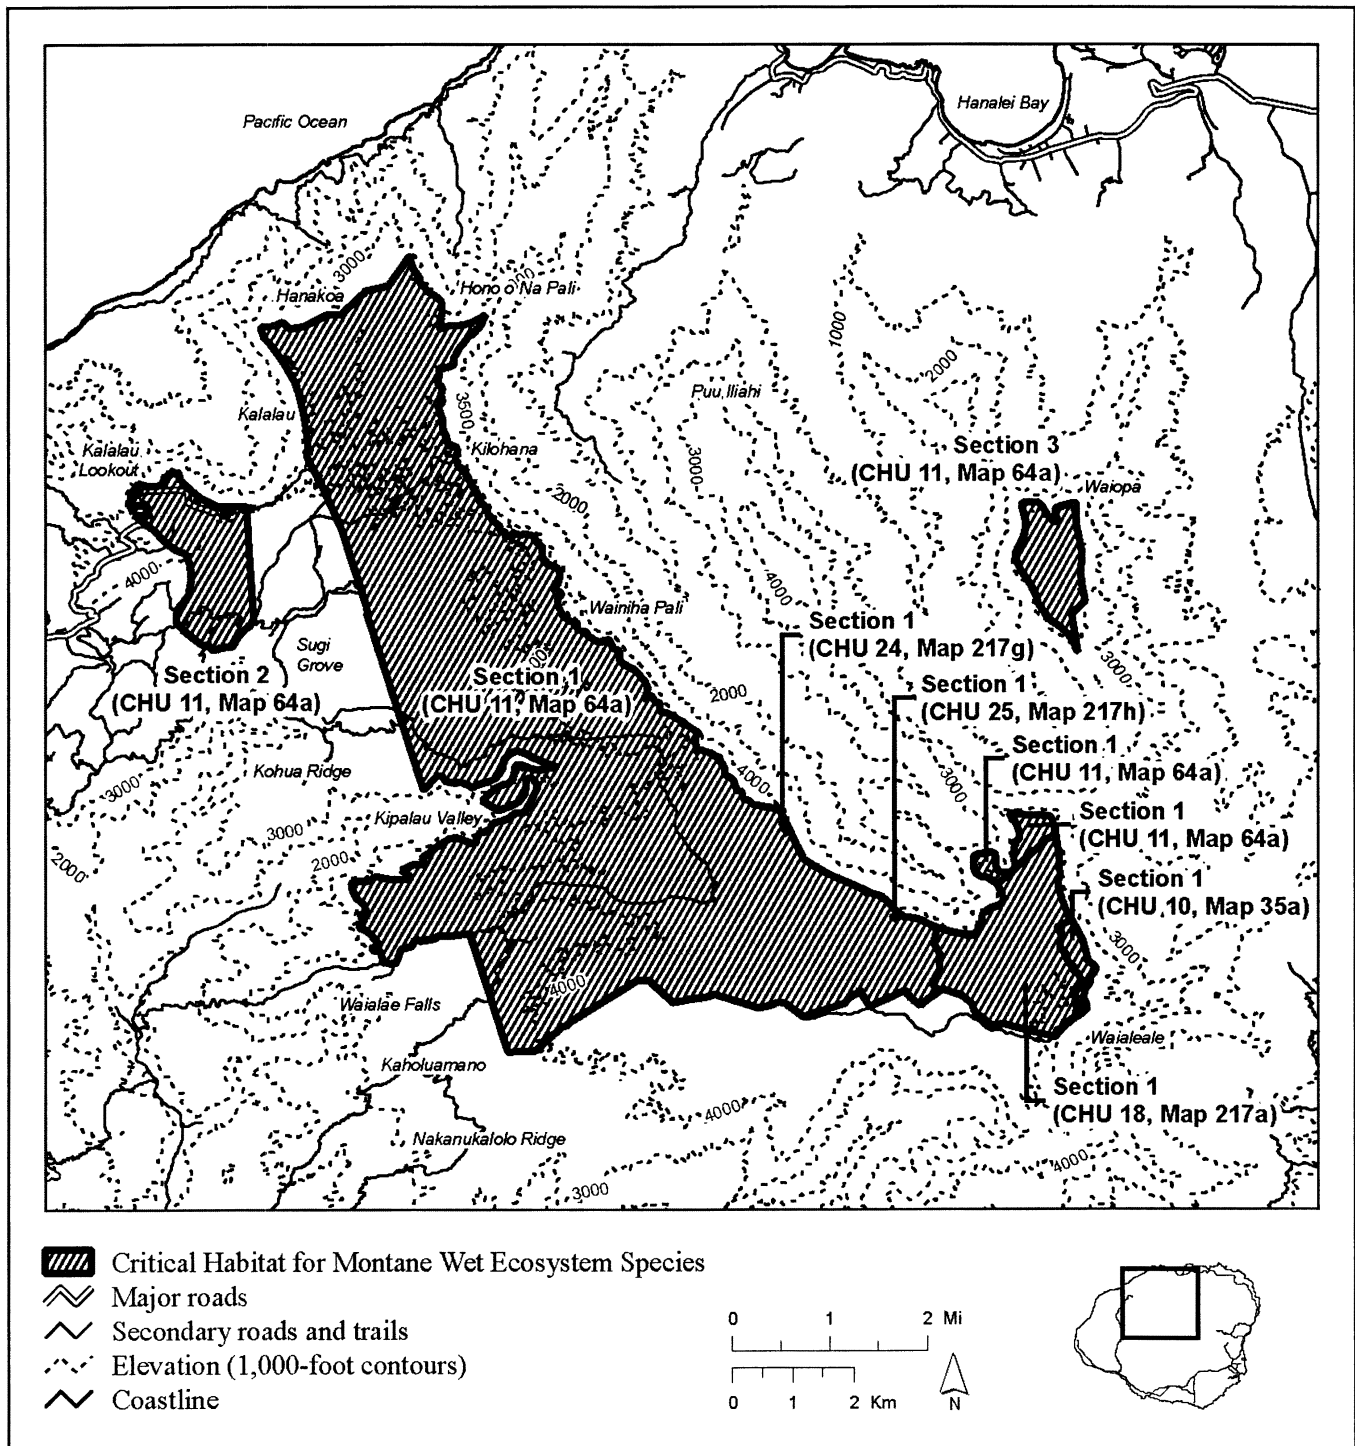 Pacific Ocean
Hanalei Bay
3000
Hanakoa
Hono o Na Pali
1000
2000
Puu Iliahi
3500
Kalalau
Kalalau
Lookout
Kilohana
3000
Section 3
(CHU 11, Map 64a)
Waiopa
2000
4000
4000
Wainiha Pali
Section 1
(CHU 24, Map 217g)
Sugi
Grove
3000
Section 2
(CHU 11, Map 64a)
Section 1
(CHU 11, Map 64a)
2000
Section 1
(CHU 25, Map 217h)
Section 1
(CHU 11, Map 64a)
Kohua Ridge
3000
4000
3000
Section 1
(CHU 11, Map 64a)
Kipalau Valley
3000
2000
2000
Section 1
(CHU 10, Map 35a)
3000
4000
Waialae Falls
Waialeale
Kaholuamano
Section 1
(CHU 18, Map 217a)
4000
Nakanukalolo Ridge
4000
3000
Critical Habitat for Montane Wet Ecosystem Species
Major roads
Secondary roads and trails
Elevation (1,000-foot contours)
Coastline
0 1 2 Mi
0 1 2 Km
N